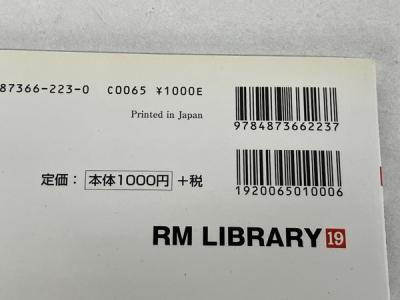 87366-223-0 C0065 ¥1000E
Printed in Japan
9784873662237
定価：本体1000円+税
1920065010006
RM LIBRARY 19